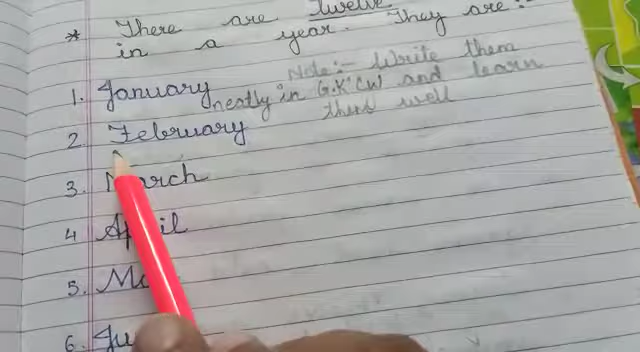 * There are Twelve
in a year. They are :-
Note:- Write them
1. January neatly in G.K C.W and learn
them well
2. February
3. March
4 April
5. Ma
6. Ju